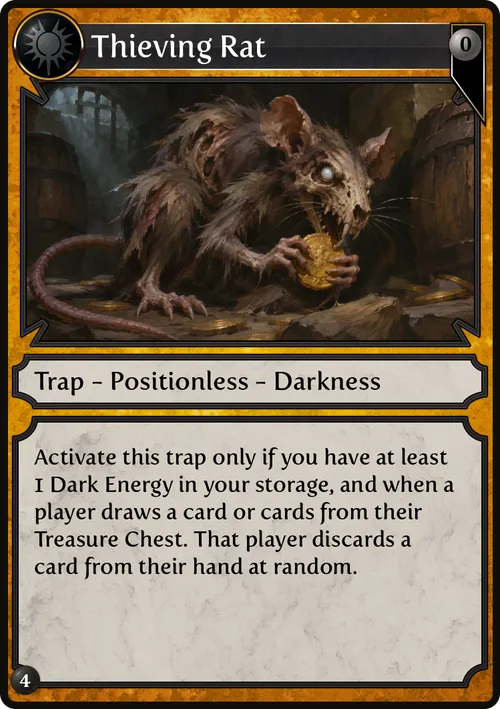 Thieving Rat
0
Trap – Positionless – Darkness
Activate this trap only if you have at least
1 Dark Energy in your storage, and when a
player draws a card or cards from their
Treasure Chest. That player discards a
card from their hand at random.
4